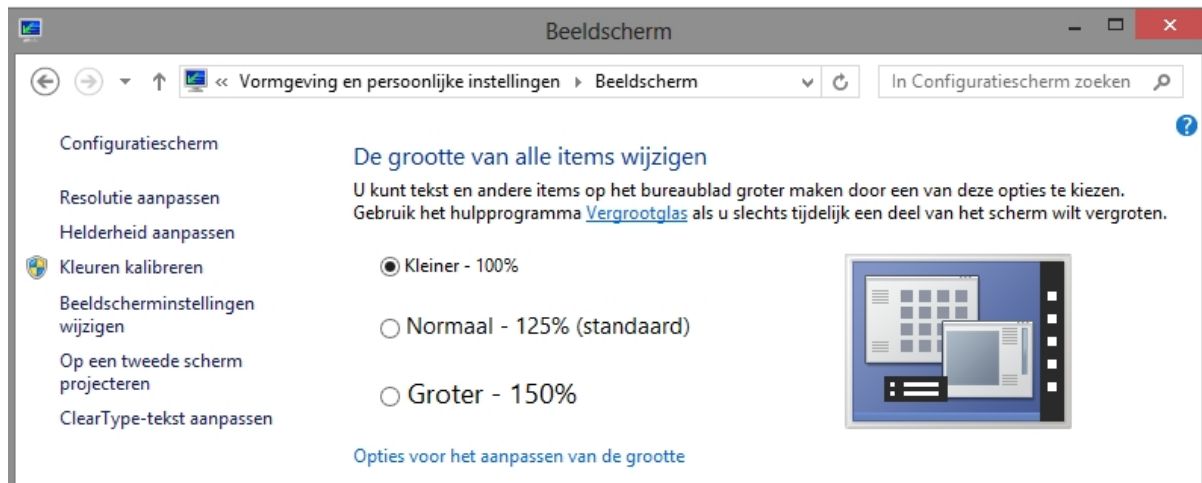 Beeldscherm
« Vormgeving en persoonlijke instellingen Beeldscherm
In Configuratiescherm zoeken
Configuratiescherm
Resolutie aanpassen
Helderheid aanpassen
Kleuren kalibreren
Beeldscherminstellingen
wijzigen
Op een tweede scherm
projecteren
ClearType-tekst aanpassen
De grootte van alle items wijzigen
U kunt tekst en andere items op het bureaublad groter maken door een van deze opties te kiezen.
Gebruik het hulpprogramma Vergrootglas als u slechts tijdelijk een deel van het scherm wilt vergroten.
Kleiner - 100%
Normaal - 125% (standaard)
Groter - 150%
Opties voor het aanpassen van de grootte